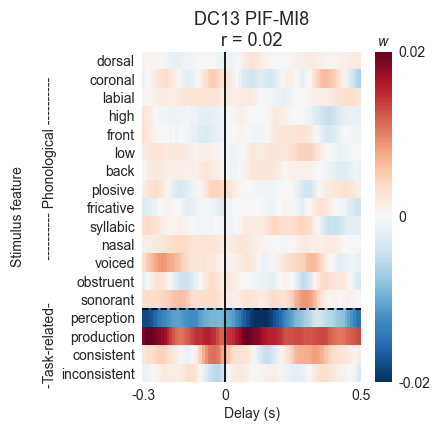 DC13 PIF-MI8
r = 0.02
w
Stimulus feature
---------- Phonological ----------
-Task-related-
dorsal
coronal
labial
high
front
low
back
plosive
fricative
syllabic
nasal
voiced
obstruent
sonorant
perception
production
consistent
inconsistent
0.02
0
-0.02
-0.3
0
0.5
Delay (s)